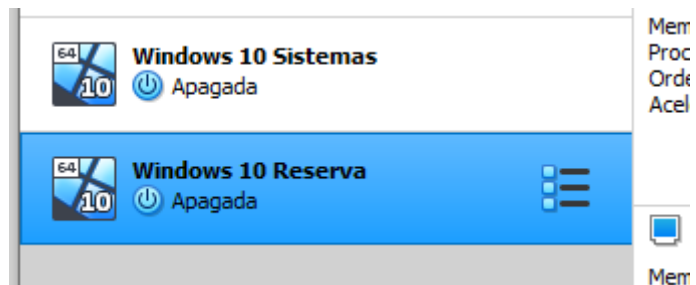 64
10
Windows 10 Sistemas
Apagada
64
10
Windows 10 Reserva
Apagada
Mem
Proc
Orde
Acel
Mem